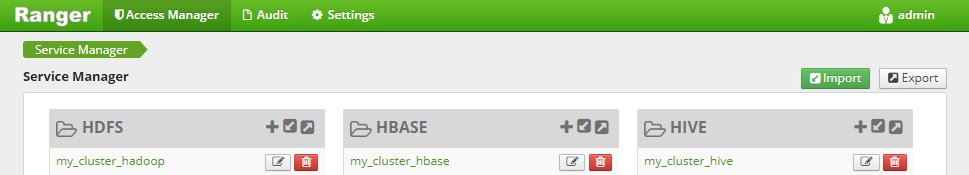 Ranger Access Manager Audit Settings admin
Service Manager
Service Manager Import Export
HDFS HBASE HIVE
my_cluster_hadoop my_cluster_hbase my_cluster_hive